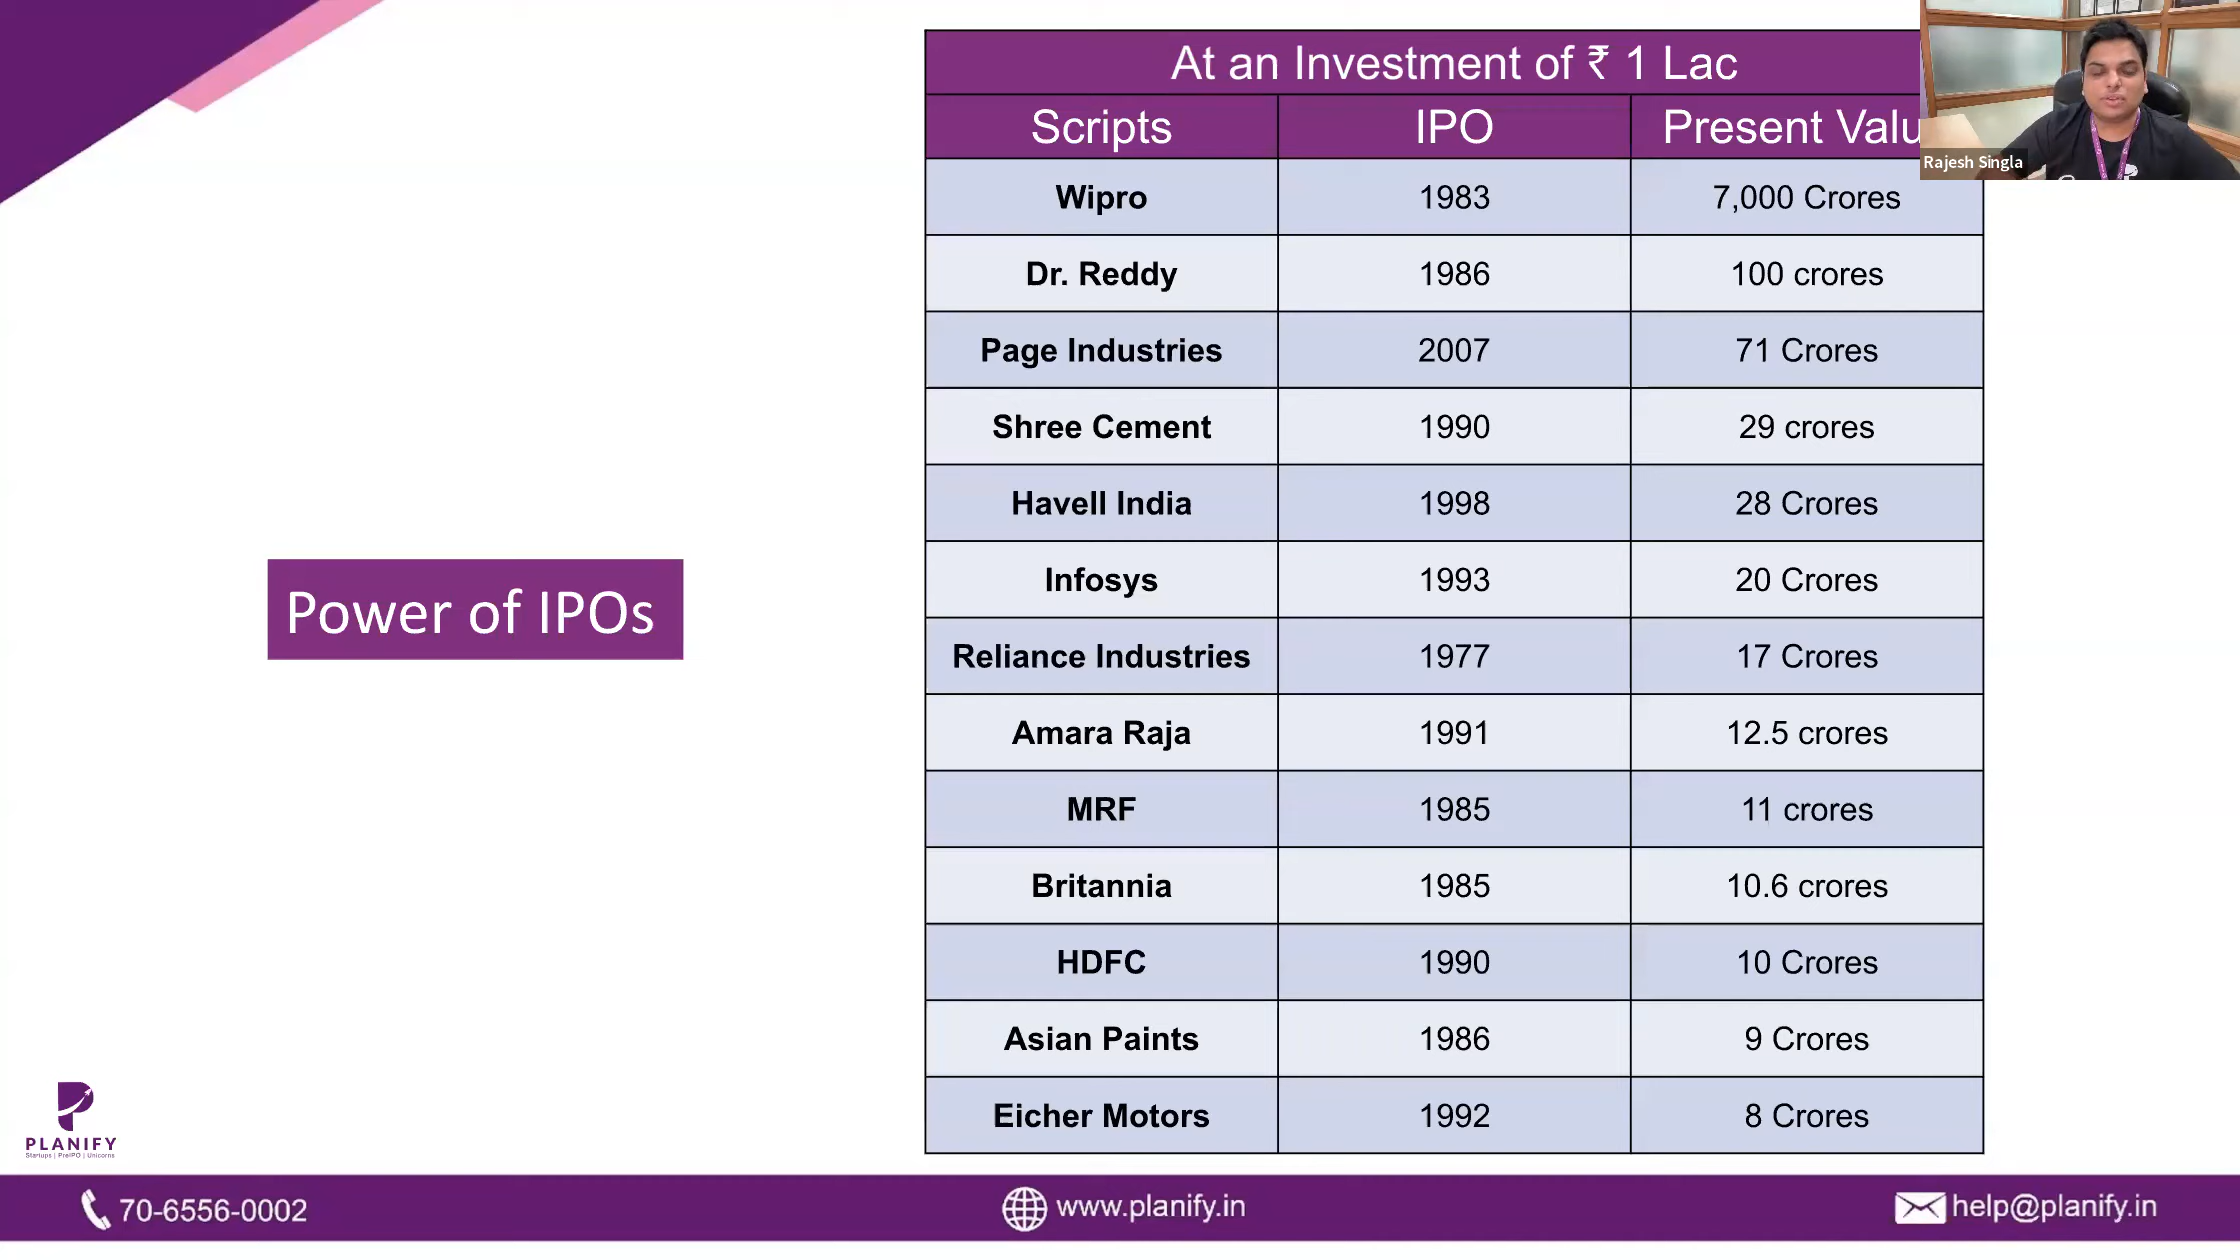 At an Investment of ₹ 1 Lac
Scripts IPO Present Valu
Rajesh Singla
Wipro 1983 7,000 Crores
Dr. Reddy 1986 100 crores
Page Industries 2007 71 Crores
Shree Cement 1990 29 crores
Havell India 1998 28 Crores
Infosys 1993 20 Crores
Power of IPOs
Reliance Industries 1977 17 Crores
Amara Raja 1991 12.5 crores
MRF 1985 11 crores
Britannia 1985 10.6 crores
HDFC 1990 10 Crores
Asian Paints 1986 9 Crores
Eicher Motors 1992 8 Crores
PLANIFY
Startups | PreIPO | Unicorns
70-6556-0002 www.planify.in help@planify.in